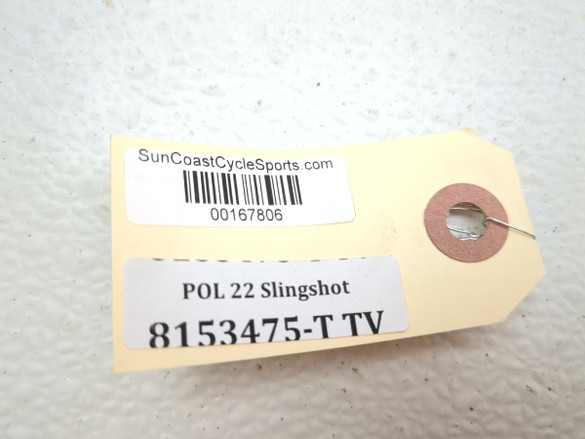 SunCoastCycleSports.com
00167806
POL 22 Slingshot
8153475-T TV